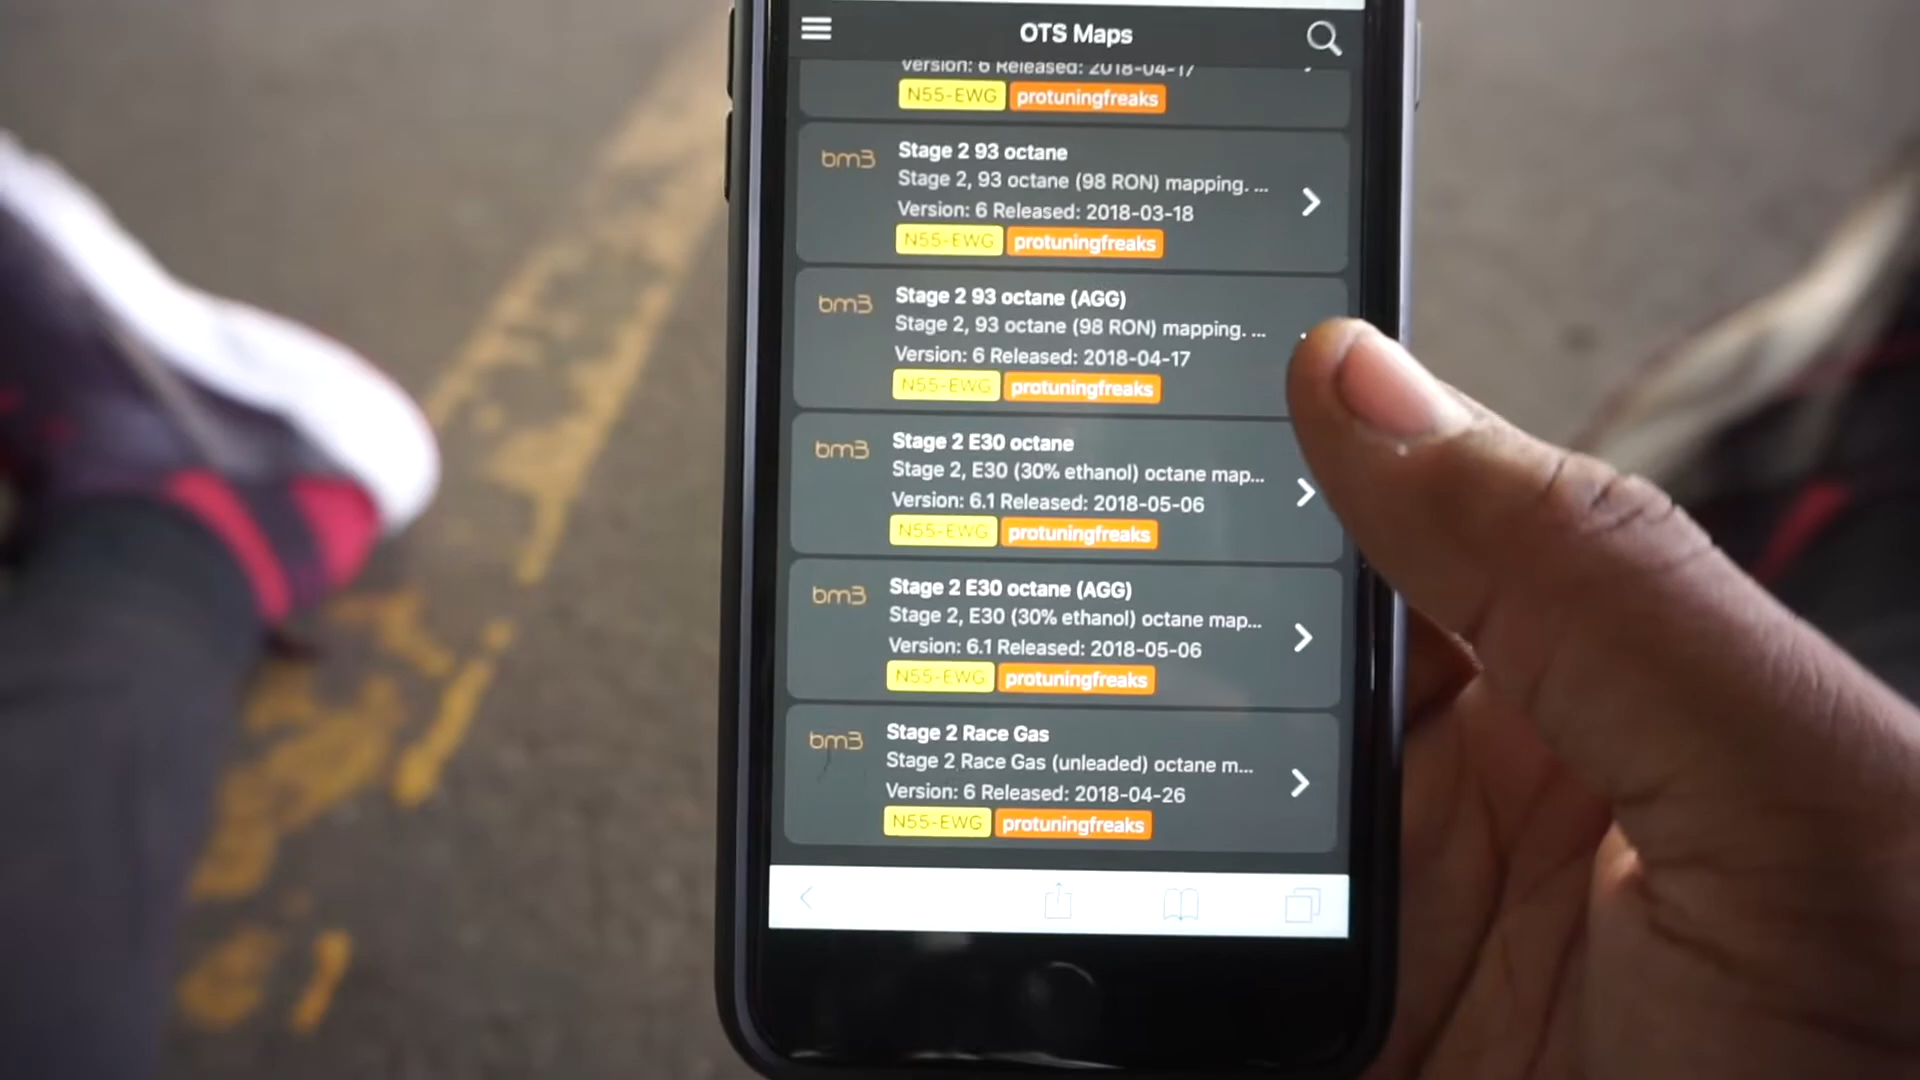 OTS Maps
Version: 6 Released: 2018-04-17
N55-EWG protuningfreaks
bm3
Stage 2 93 octane
Stage 2, 93 octane (98 RON) mapping. ...
Version: 6 Released: 2018-03-18
N55-EWG protuningfreaks
bm3
Stage 2 93 octane (AGG)
Stage 2, 93 octane (98 RON) mapping. ...
Version: 6 Released: 2018-04-17
N55-EWG protuningfreaks
bm3
Stage 2 E30 octane
Stage 2, E30 (30% ethanol) octane map...
Version: 6.1 Released: 2018-05-06
N55-EWG protuningfreaks
bm3
Stage 2 E30 octane (AGG)
Stage 2, E30 (30% ethanol) octane map...
Version: 6.1 Released: 2018-05-06
N55-EWG protuningfreaks
bm3
Stage 2 Race Gas
Stage 2 Race Gas (unleaded) octane m...
Version: 6 Released: 2018-04-26
N55-EWG protuningfreaks